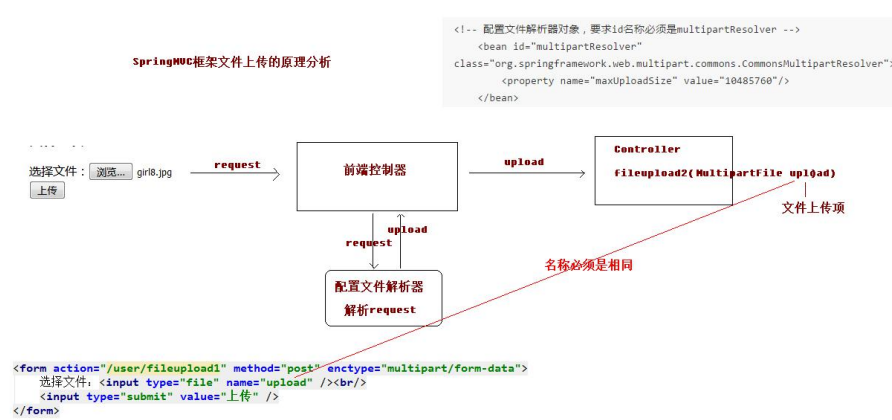 <!-- 配置文件解析器对象，要求id名称必须是multipartResolver -->
<bean id="multipartResolver"
class="org.springframework.web.multipart.commons.CommonsMultipartResolver">
<property name="maxUploadSize" value="10485760"/>
</bean>
SpringMVC框架文件上传的原理分析
选择文件： 浏览... girl8.jpg
上传
request
前端控制器
upload
Controller
fileupload2(MultipartFile upload)
文件上传项
upload
request
名称必须是相同
配置文件解析器
解析request
<form action="/user/fileupload1" method="post" enctype="multipart/form-data">
选择文件：<input type="file" name="upload" /><br/>
<input type="submit" value="上传" />
</form>